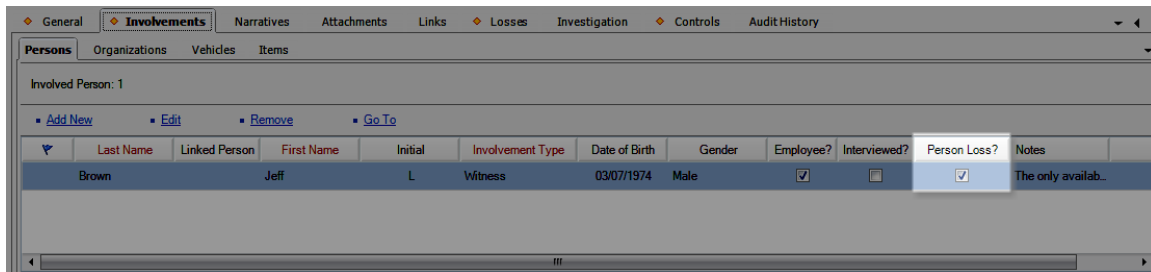 General Involvements Narratives Attachments Links Losses Investigation Controls Audit History
Persons Organizations Vehicles Items
Involved Person: 1
Add New Edit Remove Go To
Last Name Linked Person First Name Initial Involvement Type Date of Birth Gender Employee? Interviewed? Person Loss? Notes
Brown Jeff L Witness 03/07/1974 Male The only availab...